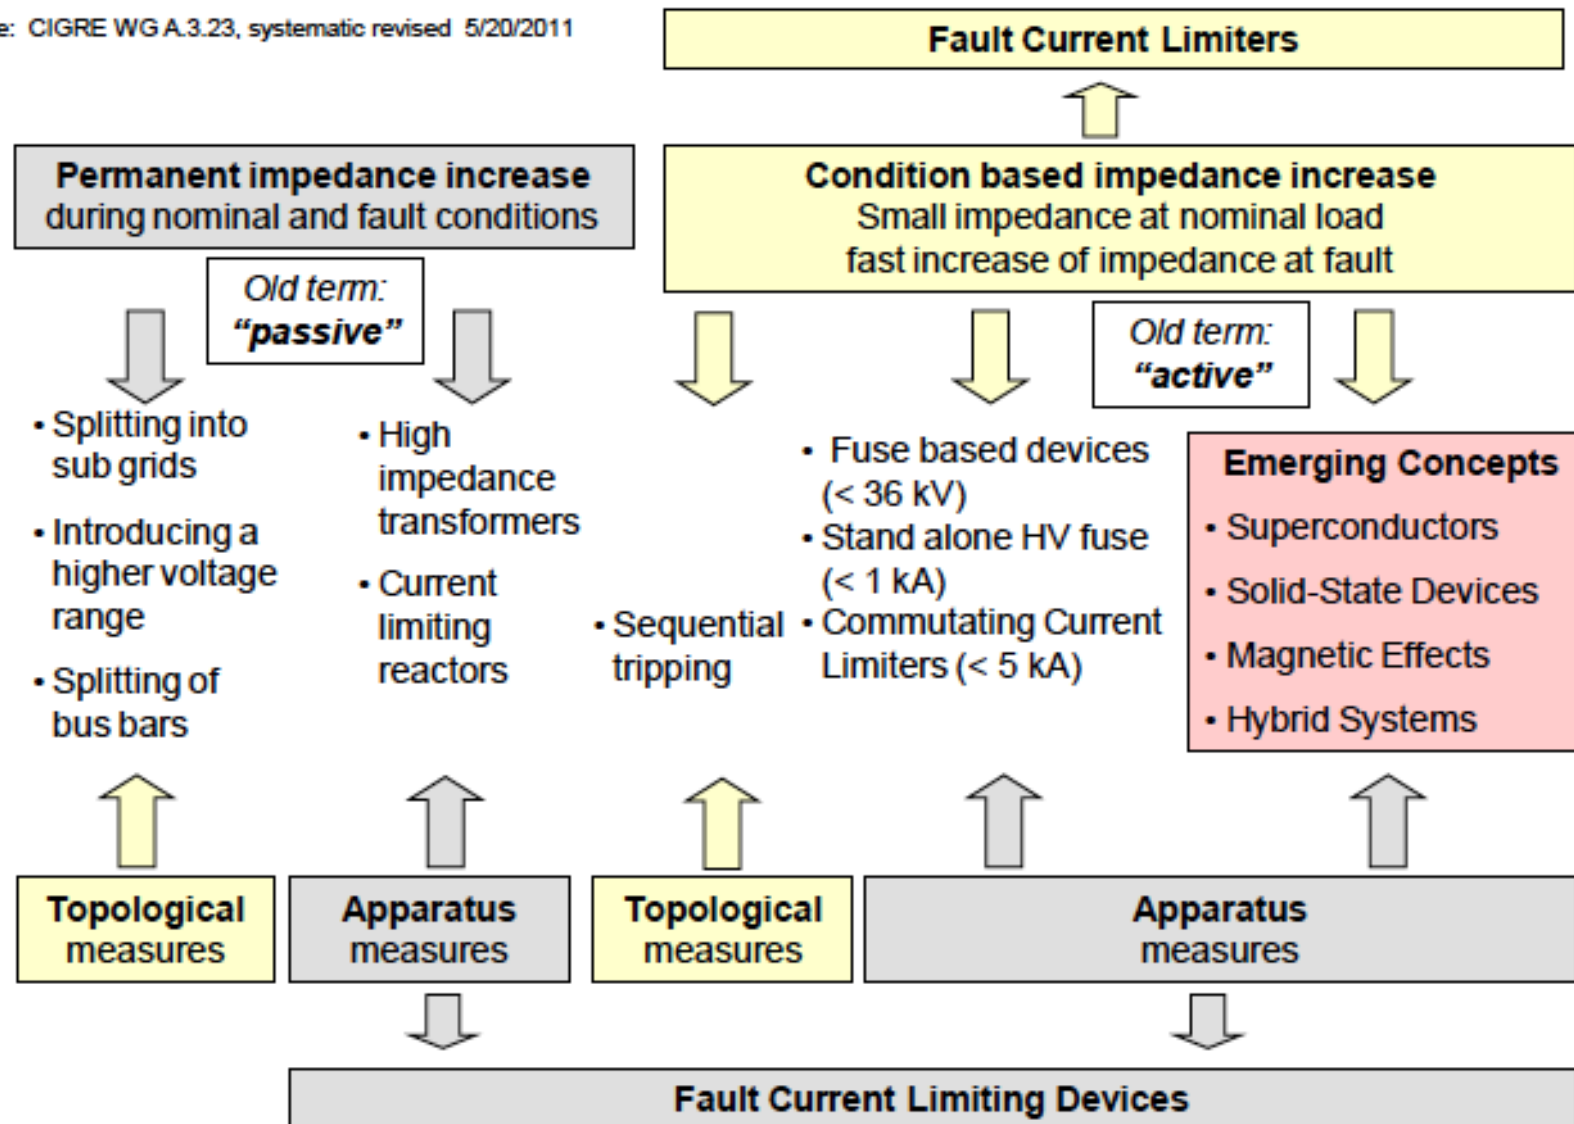 e: CIGRE WG A.3.23, systematic revised 5/20/2011
Fault Current Limiters
Permanent impedance increase
during nominal and fault conditions
Condition based impedance increase
Small impedance at nominal load
fast increase of impedance at fault
Old term:
“passive”
Old term:
“active”
• Splitting into
sub grids
• Introducing a
higher voltage
range
• Splitting of
bus bars
• High
impedance
transformers
• Current
limiting
reactors
• Sequential
tripping
• Fuse based devices
(< 36 kV)
• Stand alone HV fuse
(< 1 kA)
• Commutating Current
Limiters (< 5 kA)
Emerging Concepts
• Superconductors
• Solid-State Devices
• Magnetic Effects
• Hybrid Systems
Topological
measures
Apparatus
measures
Topological
measures
Apparatus
measures
Fault Current Limiting Devices